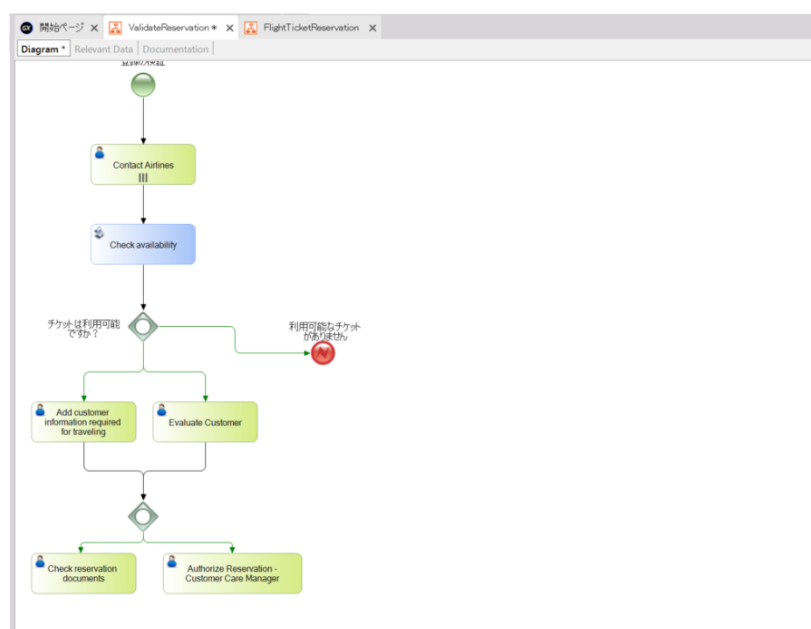 GX 開始ページ × ValidateReservation * × FlightTicketReservation ×
Diagram * Relevant Data Documentation
Contact Airlines
Check availability
チケットは利用可能
ですか？
利用可能なチケット
がありません
Add customer
information required
for traveling
Evaluate Customer
Check reservation
documents
Authorize Reservation -
Customer Care Manager